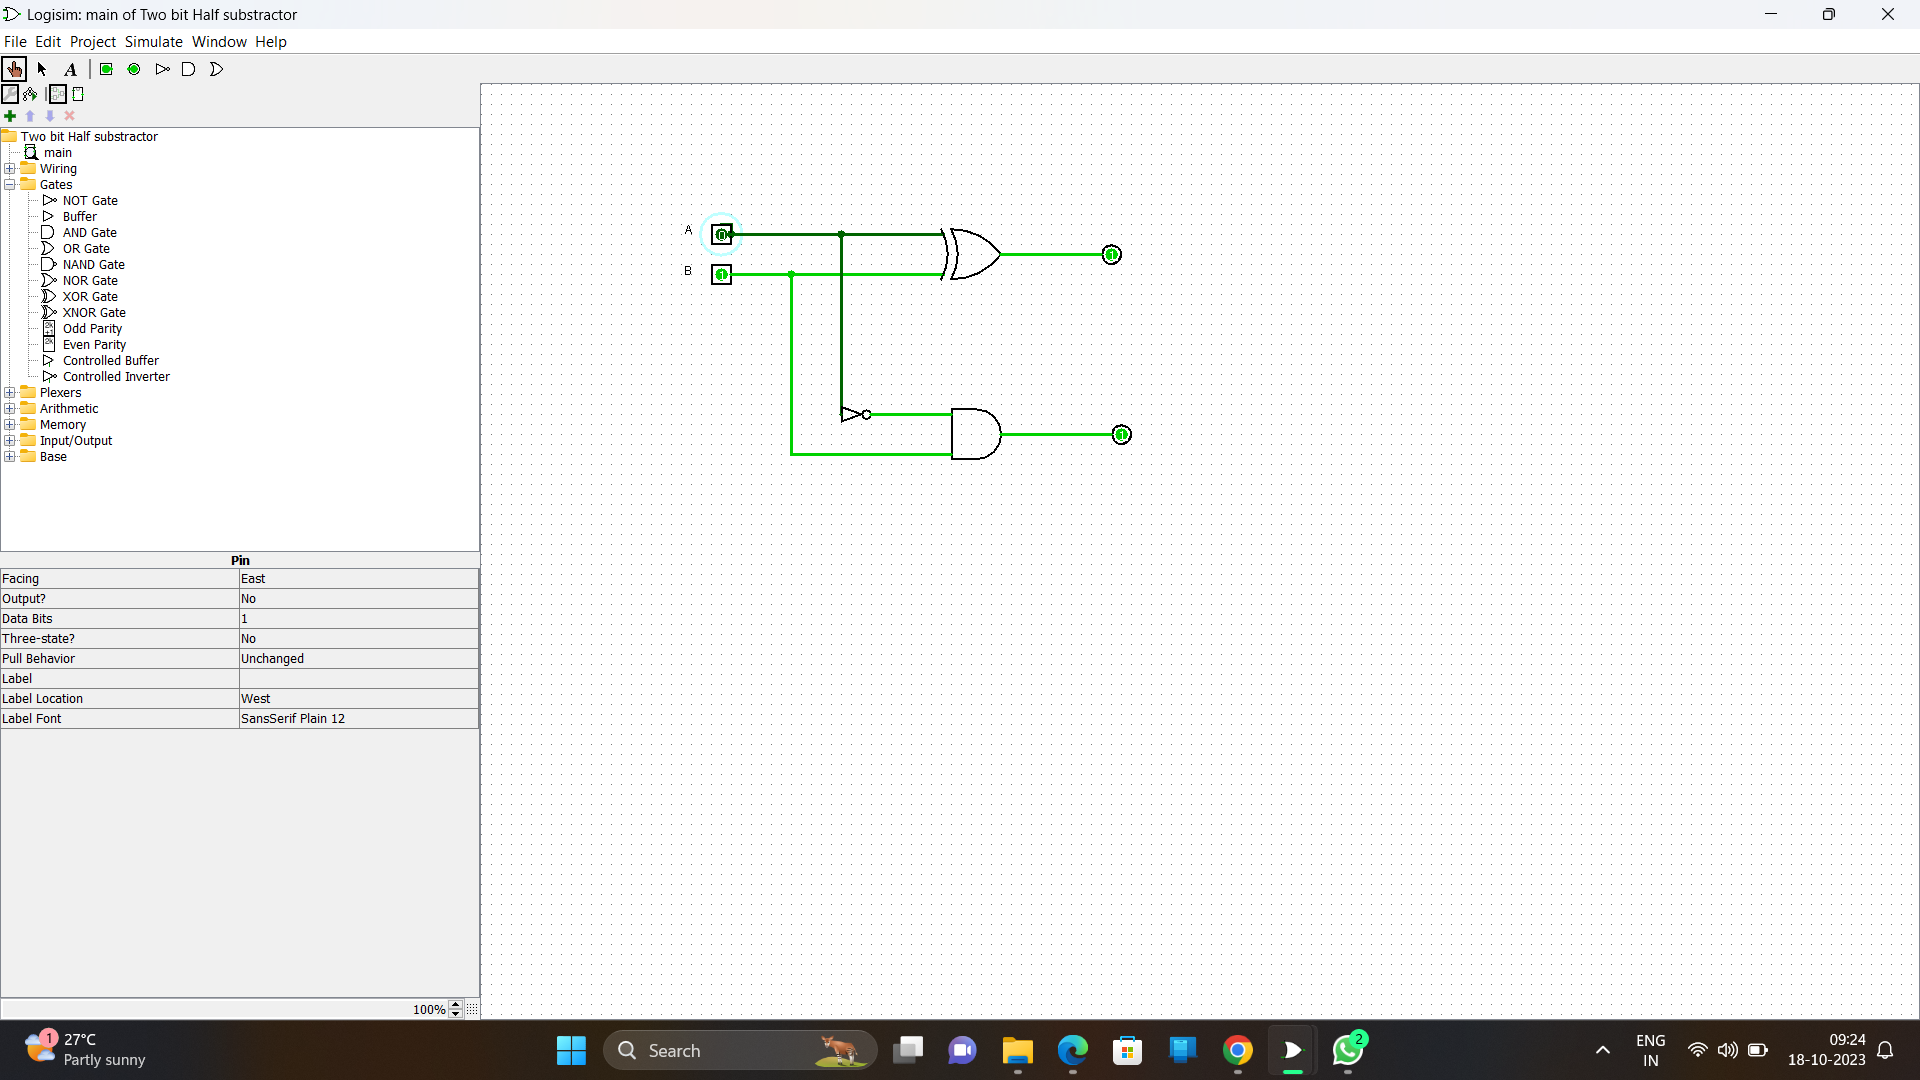 Logisim: main of Two bit Half substractor
File Edit Project Simulate Window Help
A
Two bit Half substractor
main
Wiring
Gates
NOT Gate
Buffer
AND Gate
OR Gate
NAND Gate
NOR Gate
XOR Gate
XNOR Gate
Odd Parity
Even Parity
Controlled Buffer
Controlled Inverter
Plexers
Arithmetic
Memory
Input/Output
Base
Pin
Facing East
Output? No
Data Bits 1
Three-state? No
Pull Behavior Unchanged
Label
Label Location West
Label Font SansSerif Plain 12
100%
A 0
B 1
1
1
1
27°C
Partly sunny
Search
2
ENG
IN
09:24
18-10-2023